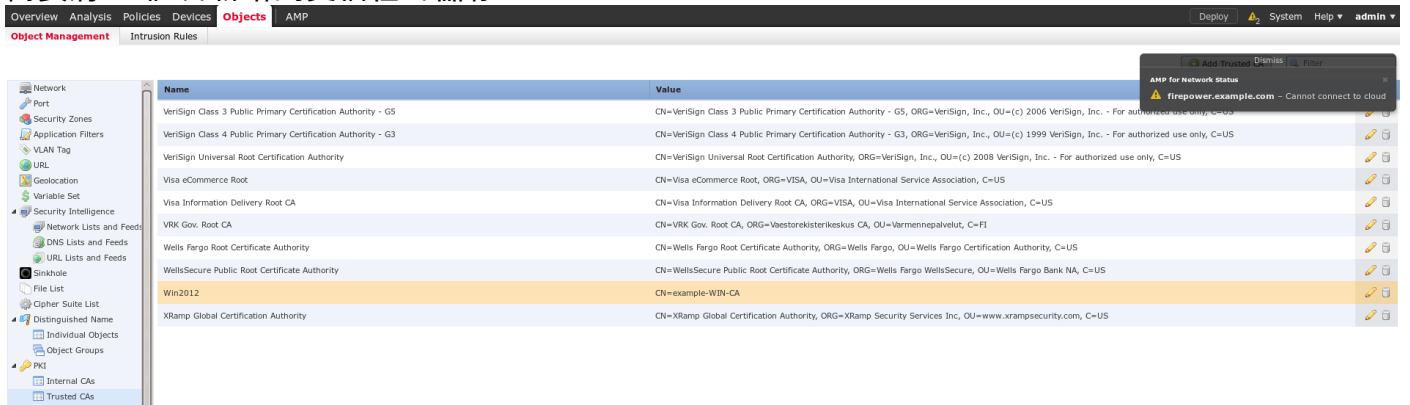 Overview Analysis Policies Devices Objects AMP Deploy 2 System Help ▾ admin ▾
Object Management Intrusion Rules
Add Trusted CA Filter
Dismiss
AMP for Network Status ×
firepower.example.com – Cannot connect to cloud
Network
Port
Security Zones
Application Filters
VLAN Tag
URL
Geolocation
Variable Set
Security Intelligence
Network Lists and Feeds
DNS Lists and Feeds
URL Lists and Feeds
Sinkhole
File List
Cipher Suite List
Distinguished Name
Individual Objects
Object Groups
PKI
Internal CAs
Trusted CAs
Name Value
VeriSign Class 3 Public Primary Certification Authority - G5 CN=VeriSign Class 3 Public Primary Certification Authority - G5, ORG=VeriSign, Inc., OU=(c) 2006 VeriSign, Inc. - For authorized use only, C=US
VeriSign Class 4 Public Primary Certification Authority - G3 CN=VeriSign Class 4 Public Primary Certification Authority - G3, ORG=VeriSign, Inc., OU=(c) 1999 VeriSign, Inc. - For authorized use only, C=US
VeriSign Universal Root Certification Authority CN=VeriSign Universal Root Certification Authority, ORG=VeriSign, Inc., OU=(c) 2008 VeriSign, Inc. - For authorized use only, C=US
Visa eCommerce Root CN=Visa eCommerce Root, ORG=VISA, OU=Visa International Service Association, C=US
Visa Information Delivery Root CA CN=Visa Information Delivery Root CA, ORG=VISA, OU=Visa International Service Association, C=US
VRK Gov. Root CA CN=VRK Gov. Root CA, ORG=Vaestorekisterikeskus CA, OU=Varmennepalvelut, C=FI
Wells Fargo Root Certificate Authority CN=Wells Fargo Root Certificate Authority, ORG=Wells Fargo, OU=Wells Fargo Certification Authority, C=US
WellsSecure Public Root Certificate Authority CN=WellsSecure Public Root Certificate Authority, ORG=Wells Fargo WellsSecure, OU=Wells Fargo Bank NA, C=US
Win2012 CN=example-WIN-CA
XRamp Global Certification Authority CN=XRamp Global Certification Authority, ORG=XRamp Security Services Inc, OU=www.xrampsecurity.com, C=US